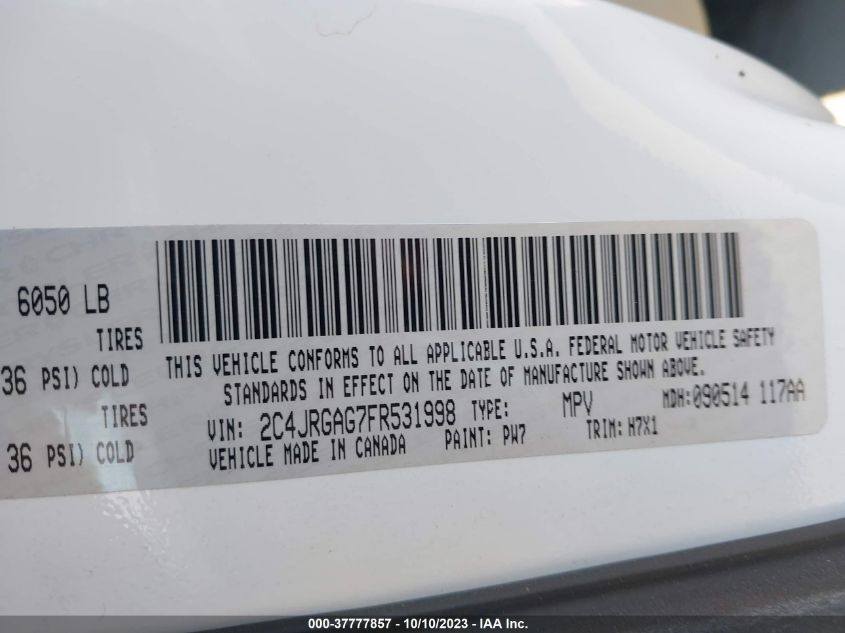 6050 LB
TIRES
36 PSI) COLD
TIRES
36 PSI) COLD
THIS VEHICLE CONFORMS TO ALL APPLICABLE U.S.A. FEDERAL MOTOR VEHICLE SAFETY
STANDARDS IN EFFECT ON THE DATE OF MANUFACTURE SHOWN ABOVE.
VIN: 2C4JRGAG7FR531998 TYPE: MPV MDH:090514 117AA
VEHICLE MADE IN CANADA PAINT: PW7 TRIM: H7X1
000-37777857 - 10/10/2023 - IAA Inc.